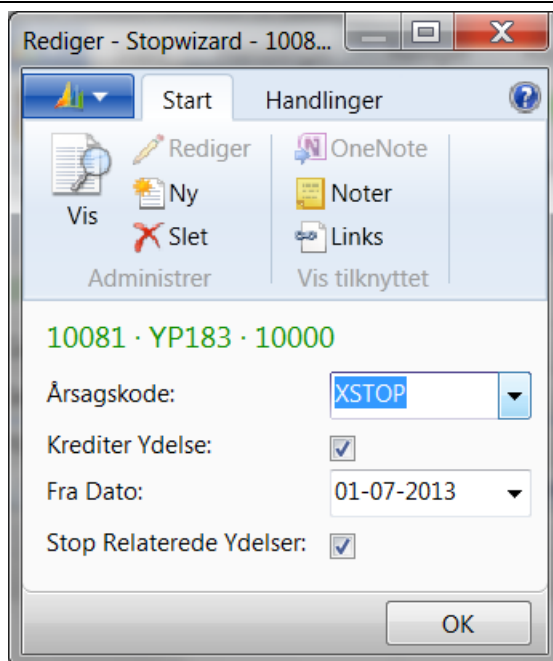 Rediger - Stopwizard - 1008...
Start Handlinger
Vis
Rediger
Ny
Slet
Administrer
OneNote
Noter
Links
Vis tilknyttet
10081 · YP183 · 10000
Årsagskode: XSTOP
Krediter Ydelse:
Fra Dato: 01-07-2013
Stop Relaterede Ydelser:
OK